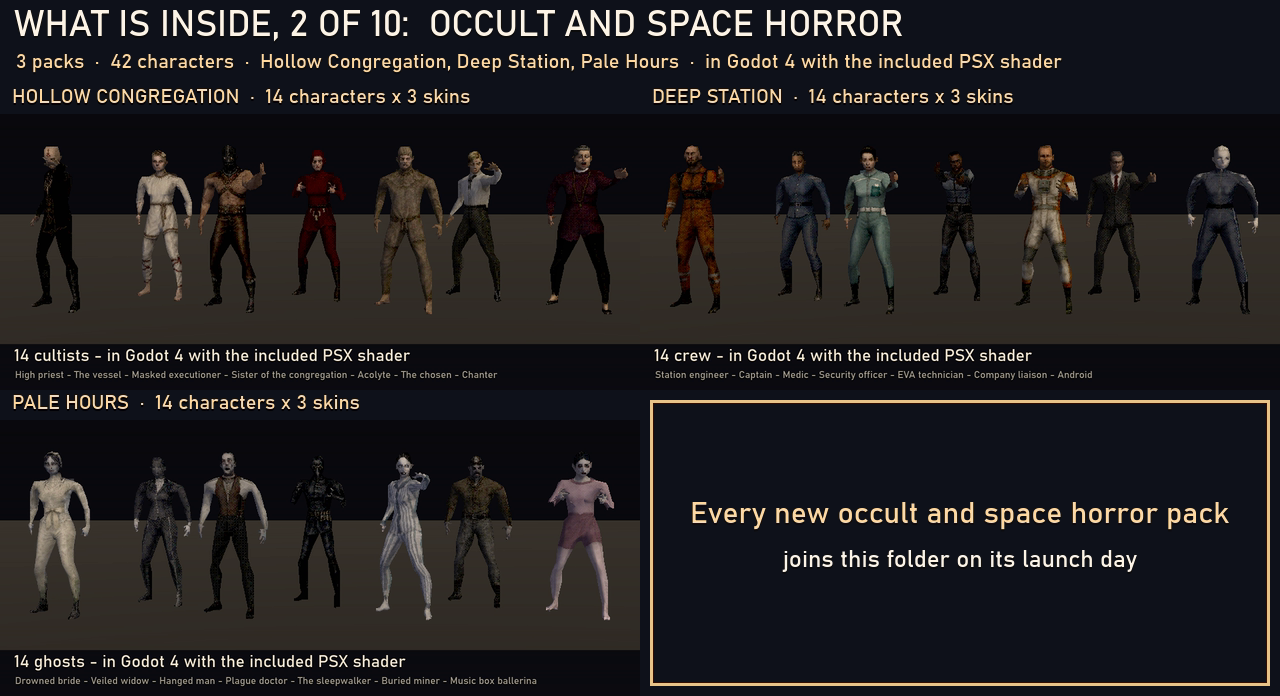 WHAT IS INSIDE, 2 OF 10: OCCULT AND SPACE HORROR
3 packs · 42 characters · Hollow Congregation, Deep Station, Pale Hours · in Godot 4 with the included PSX shader
HOLLOW CONGREGATION · 14 characters x 3 skins
DEEP STATION · 14 characters x 3 skins
14 cultists - in Godot 4 with the included PSX shader
High priest - The vessel - Masked executioner - Sister of the congregation - Acolyte - The chosen - Chanter
14 crew - in Godot 4 with the included PSX shader
Station engineer - Captain - Medic - Security officer - EVA technician - Company liaison - Android
PALE HOURS · 14 characters x 3 skins
14 ghosts - in Godot 4 with the included PSX shader
Drowned bride - Veiled widow - Hanged man - Plague doctor - The sleepwalker - Buried miner - Music box ballerina
Every new occult and space horror pack
joins this folder on its launch day